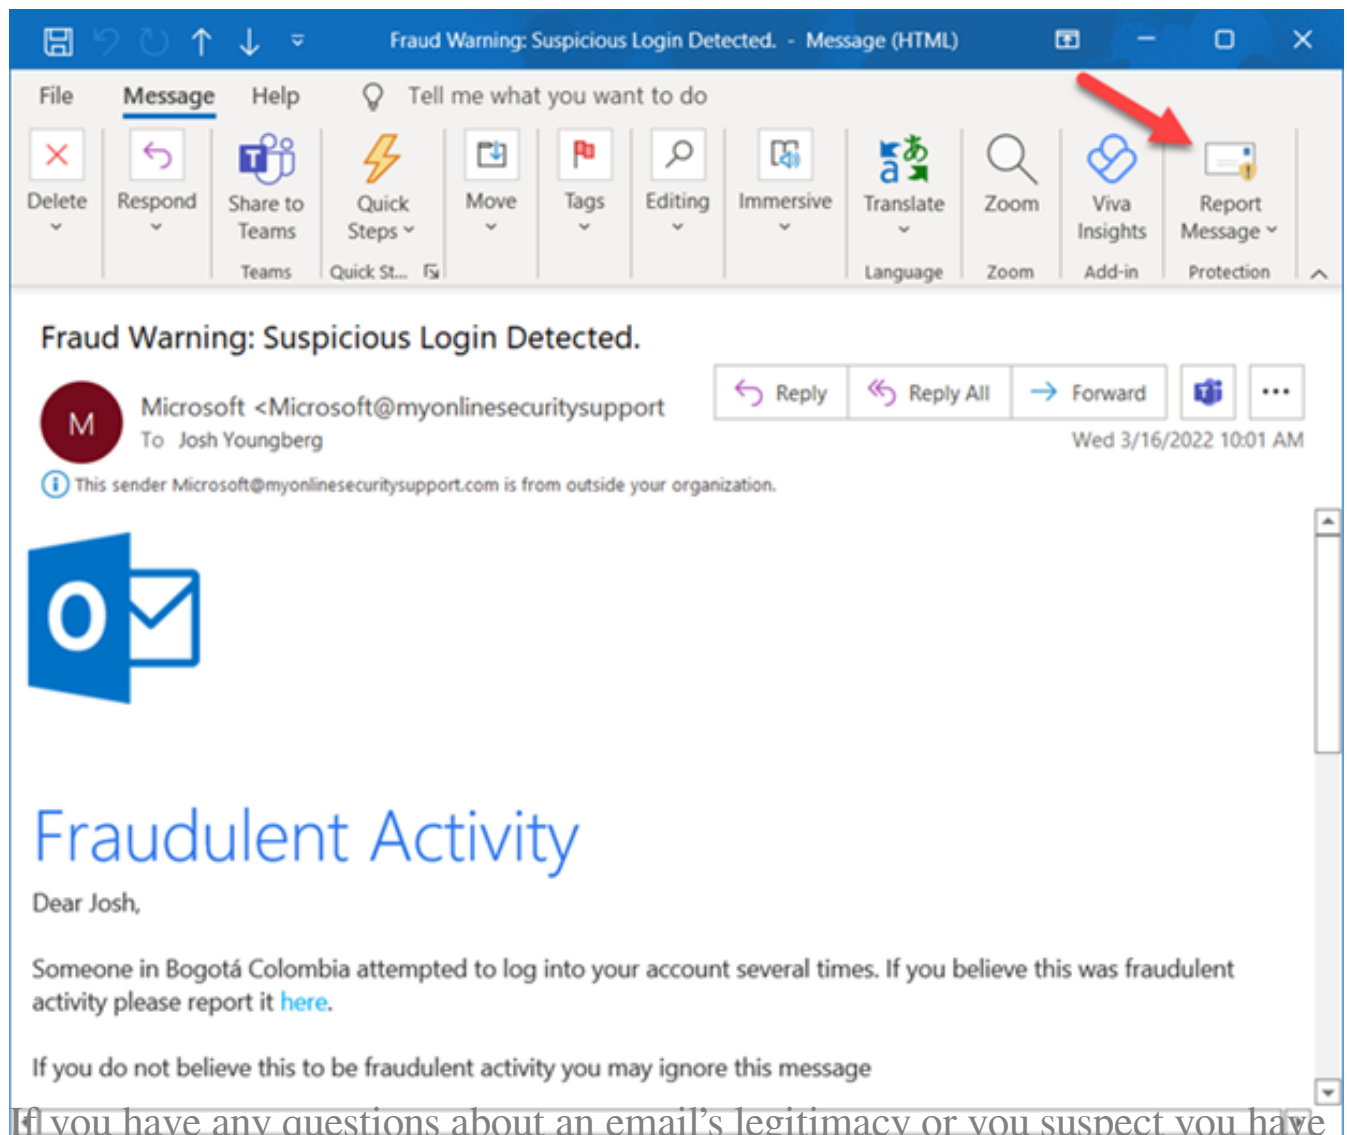 Fraud Warning: Suspicious Login Detected. - Message (HTML)
File Message Help Tell me what you want to do
Delete Respond Share to Teams Quick Steps Move Tags Editing Immersive Translate Zoom Viva Insights Report Message
Teams Quick St... Language Zoom Add-in Protection
Fraud Warning: Suspicious Login Detected.
M
Microsoft <Microsoft@myonlinesecuritysupport
To Josh Youngberg
Reply Reply All Forward
Wed 3/16/2022 10:01 AM
This sender Microsoft@myonlinesecuritysupport.com is from outside your organization.
Fraudulent Activity
Dear Josh,
Someone in Bogotá Colombia attempted to log into your account several times. If you believe this was fraudulent
activity please report it here.
If you do not believe this to be fraudulent activity you may ignore this message
If you have any questions about an email's legitimacy or you suspect you have